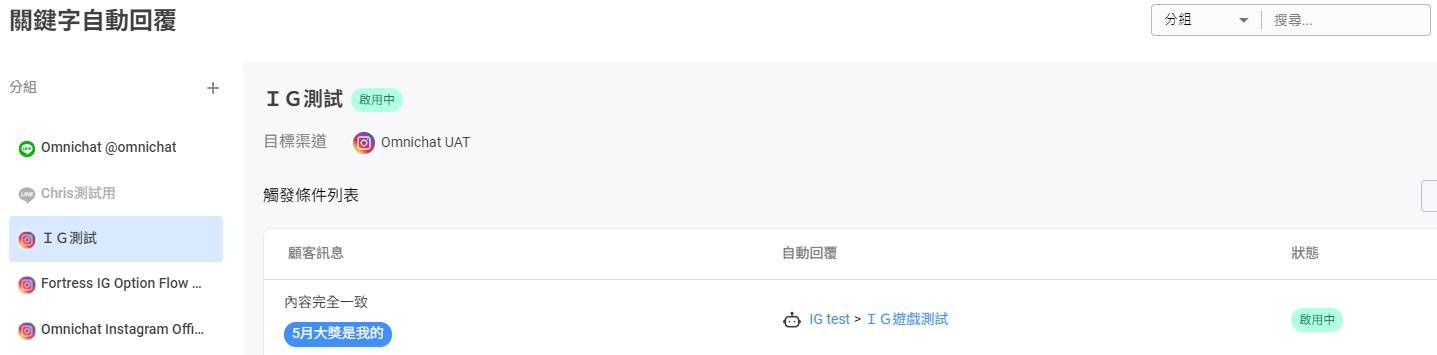 關鍵字自動回覆
分組
搜尋...
分組
Omnichat @omnichat
Chris測試用
ＩＧ測試
Fortress IG Option Flow ...
Omnichat Instagram Offi...
ＩＧ測試 啟用中
目標渠道 Omnichat UAT
觸發條件列表
顧客訊息 自動回覆 狀態
內容完全一致
5月大獎是我的
IG test > ＩＧ遊戲測試
啟用中